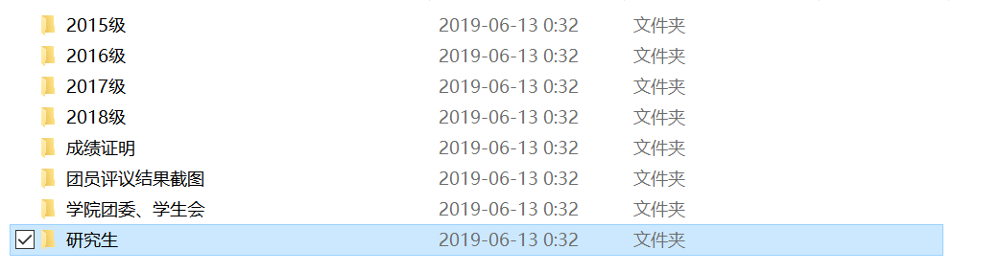 2015级 2019-06-13 0:32 文件夹
2016级 2019-06-13 0:32 文件夹
2017级 2019-06-13 0:32 文件夹
2018级 2019-06-13 0:32 文件夹
成绩证明 2019-06-13 0:32 文件夹
团员评议结果截图 2019-06-13 0:32 文件夹
学院团委、学生会 2019-06-13 0:32 文件夹
研究生 2019-06-13 0:32 文件夹